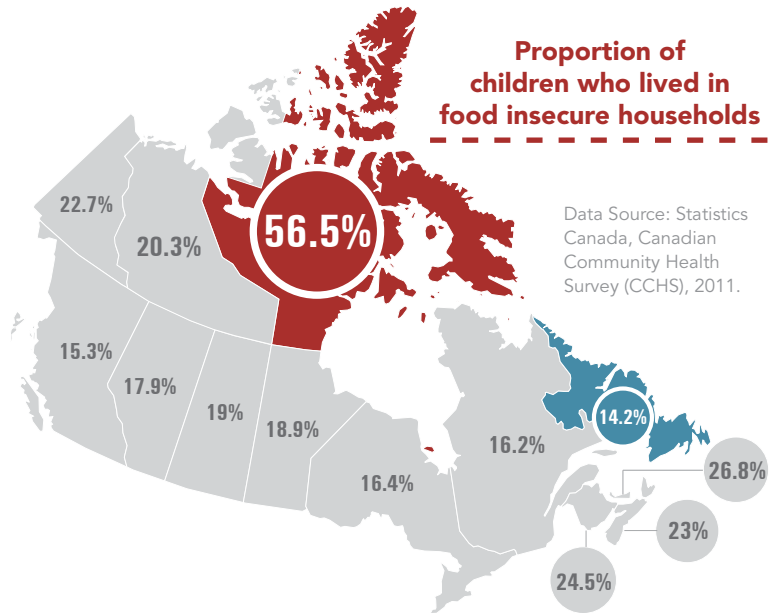 Proportion of
children who lived in
food insecure households
Data Source: Statistics
Canada, Canadian
Community Health
Survey (CCHS), 2011.
22.7%
20.3%
56.5%
15.3%
17.9%
19%
18.9%
16.4%
16.2%
14.2%
26.8%
23%
24.5%